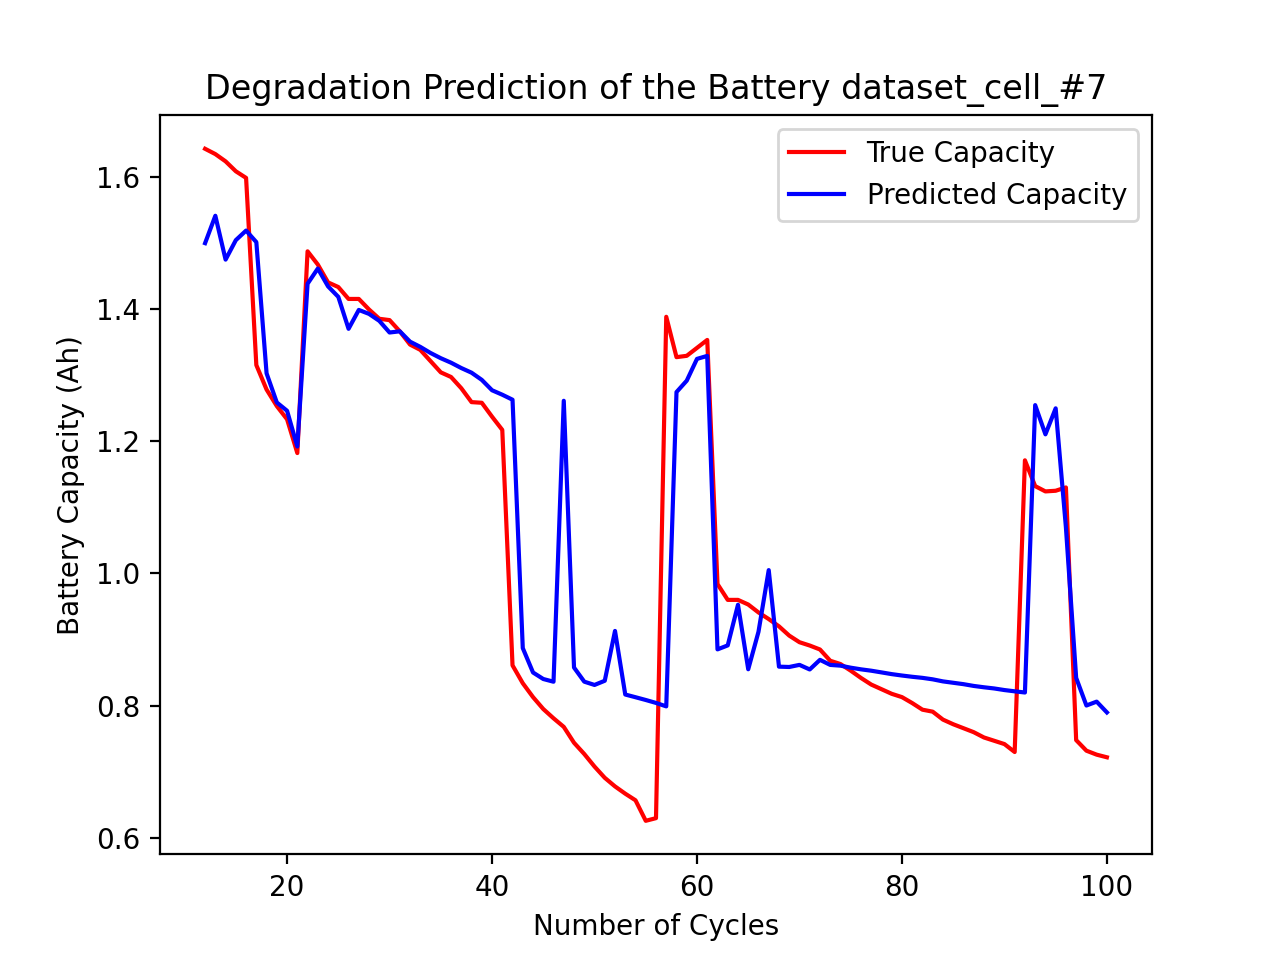 Degradation Prediction of the Battery dataset_cell_#7
True Capacity
Predicted Capacity
Battery Capacity (Ah)
1.6
1.4
1.2
1.0
0.8
0.6
20 40 60 80 100
Number of Cycles